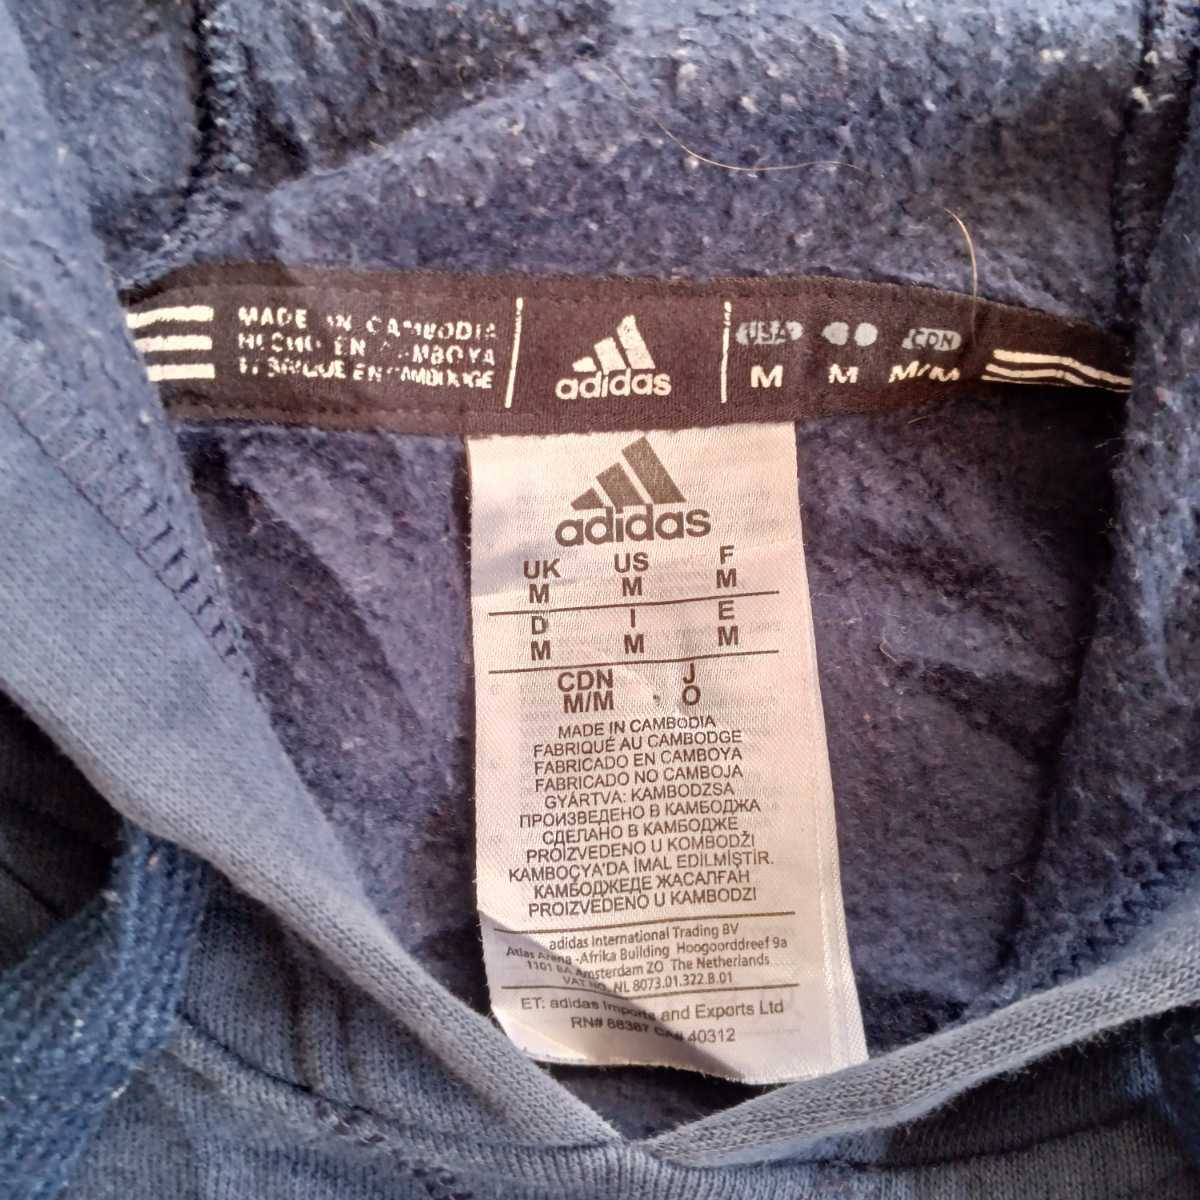 MADE IN CAMBODIA
HECHO EN CAMBOYA
FABRIQUE EN CAMBODGE
adidas
USA CDN
M M M/M
adidas
UK US F
M M M
D I E
M M M
CDN J
M/M O
MADE IN CAMBODIA
FABRIQUÉ AU CAMBODGE
FABRICADO EN CAMBOYA
FABRICADO NO CAMBOJA
GYÁRTVA: KAMBODZSA
ПРОИЗВЕДЕНО В КАМБОДЖА
СДЕЛАНО В КАМБОДЖЕ
PROIZVEDENO U KOMBODŽI
KAMBOÇYA'DA İMAL EDİLMİŞTİR.
КАМБОДЖЕДЕ ЖАСАЛҒАН
PROIZVEDENO U KAMBODZI
adidas International Trading BV
Atlas Arena -Afrika Building Hoogoorddreef 9a
1101 BA Amsterdam ZO The Netherlands
VAT NO. NL 8073.01.322.B.01
ET: adidas Imports and Exports Ltd
RN# 88387 CA# 40312